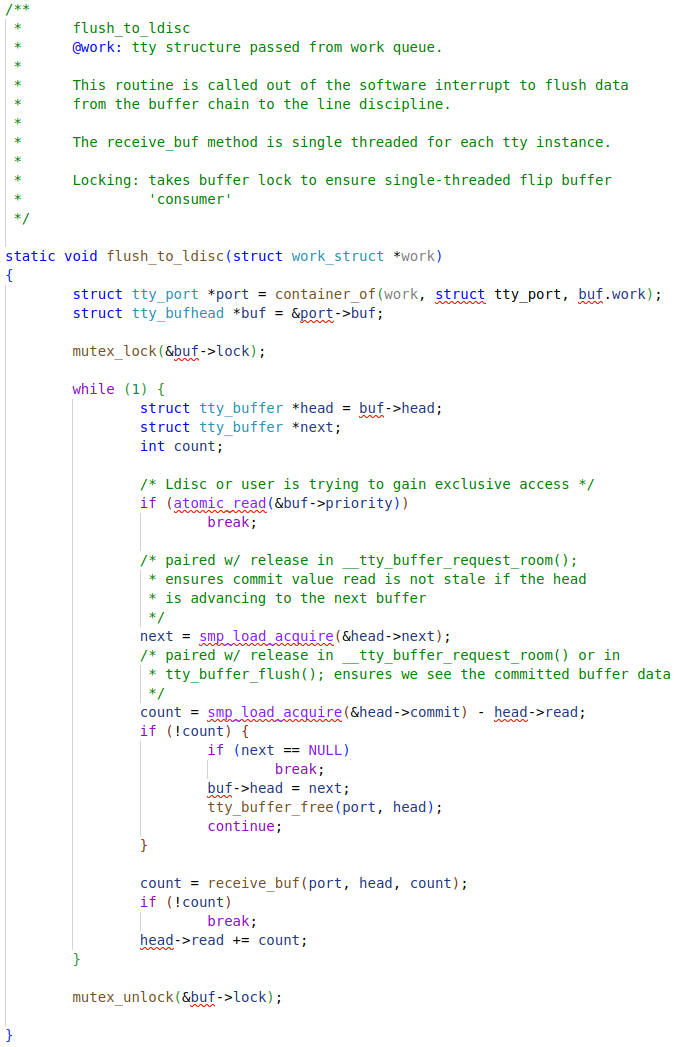 /**
 *      flush_to_ldisc
 *      @work: tty structure passed from work queue.
 *
 *      This routine is called out of the software interrupt to flush data
 *      from the buffer chain to the line discipline.
 *
 *      The receive_buf method is single threaded for each tty instance.
 *
 *      Locking: takes buffer lock to ensure single-threaded flip buffer
 *               'consumer'
 */

static void flush_to_ldisc(struct work_struct *work)
{
        struct tty_port *port = container_of(work, struct tty_port, buf.work);
        struct tty_bufhead *buf = &port->buf;

        mutex_lock(&buf->lock);

        while (1) {
                struct tty_buffer *head = buf->head;
                struct tty_buffer *next;
                int count;

                /* Ldisc or user is trying to gain exclusive access */
                if (atomic_read(&buf->priority))
                        break;

                /* paired w/ release in __tty_buffer_request_room();
                 * ensures commit value read is not stale if the head
                 * is advancing to the next buffer
                 */
                next = smp_load_acquire(&head->next);
                /* paired w/ release in __tty_buffer_request_room() or in
                 * tty_buffer_flush(); ensures we see the committed buffer data
                 */
                count = smp_load_acquire(&head->commit) - head->read;
                if (!count) {
                        if (next == NULL)
                                break;
                        buf->head = next;
                        tty_buffer_free(port, head);
                        continue;
                }

                count = receive_buf(port, head, count);
                if (!count)
                        break;
                head->read += count;
        }

        mutex_unlock(&buf->lock);

}